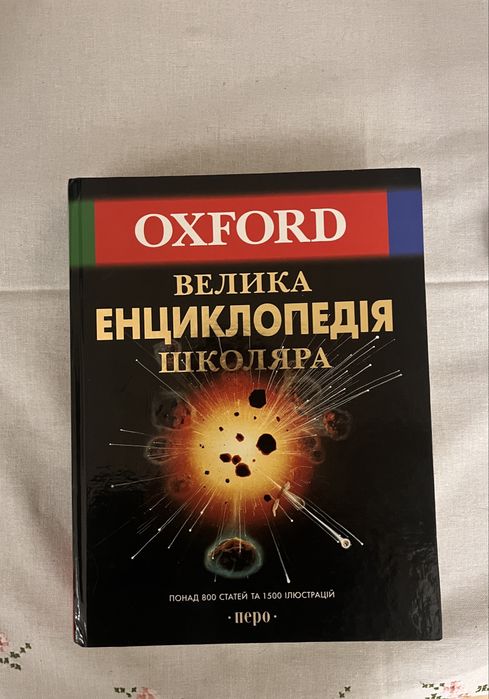 OXFORD
ВЕЛИКА
ЕНЦИКЛОПЕДІЯ
ШКОЛЯРА
ПОНАД 800 СТАТЕЙ ТА 1500 ІЛЮСТРАЦІЙ
· перо ·